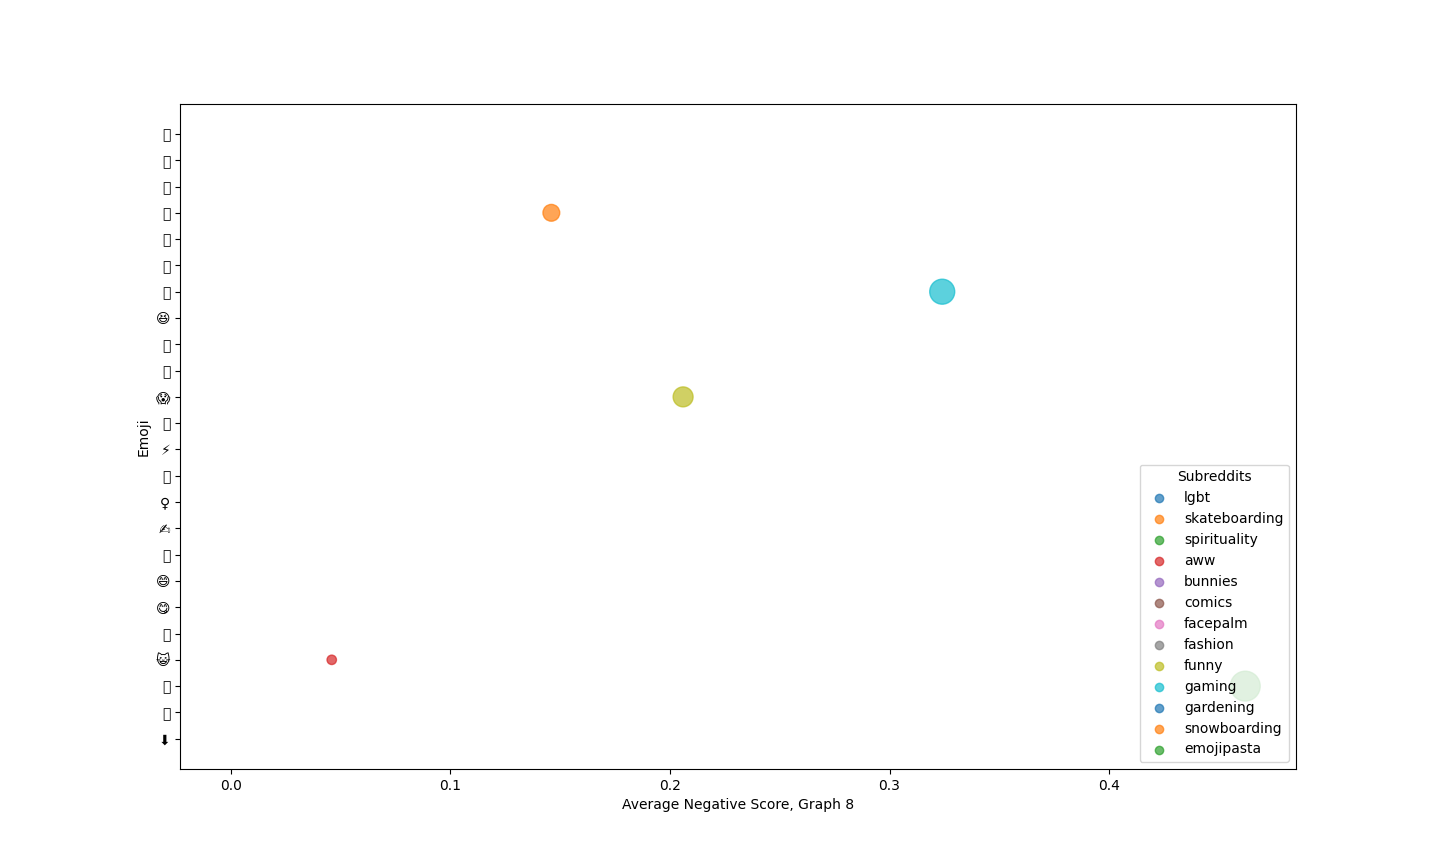 😆
😱
Emoji
⚡
♀
✍
😄
😊
😺
⬇
0.0 0.1 0.2 0.3 0.4
Average Negative Score, Graph 8
Subreddits
lgbt
skateboarding
spirituality
aww
bunnies
comics
facepalm
fashion
funny
gaming
gardening
snowboarding
emojipasta